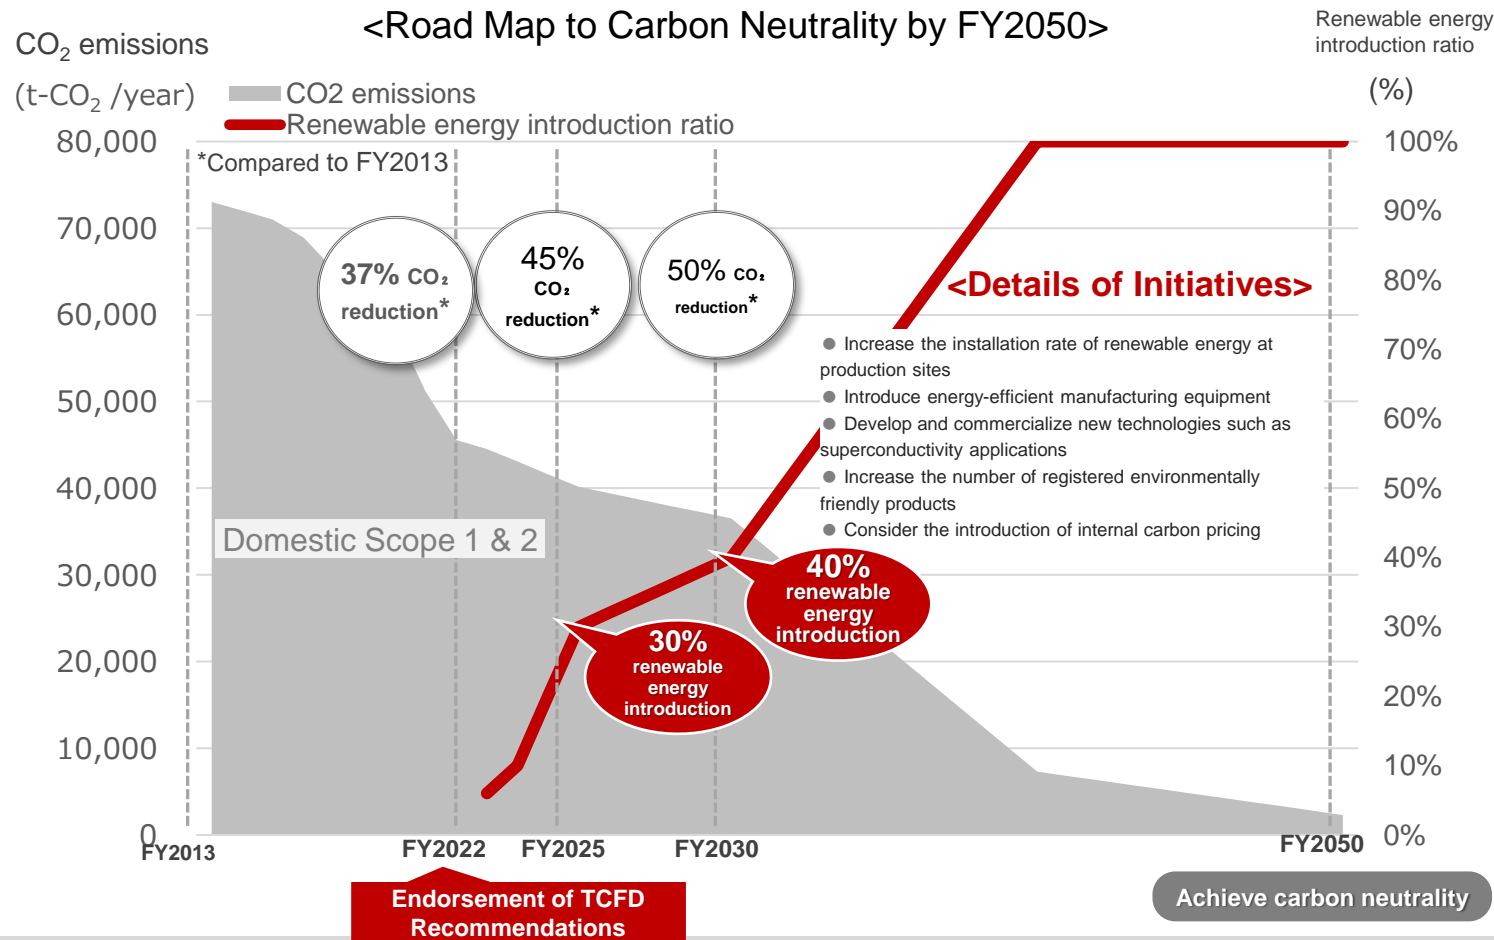 <Road Map to Carbon Neutrality by FY2050>
CO₂ emissions
(t-CO₂ /year)
Renewable energy
introduction ratio
(%)
CO2 emissions
Renewable energy introduction ratio
*Compared to FY2013
80,000
70,000
60,000
50,000
40,000
30,000
20,000
10,000
0
100%
90%
80%
70%
60%
50%
40%
30%
20%
10%
0%
37% CO₂
reduction*
45%
CO₂
reduction*
50% CO₂
reduction*
<Details of Initiatives>
● Increase the installation rate of renewable energy at
production sites
● Introduce energy-efficient manufacturing equipment
● Develop and commercialize new technologies such as
superconductivity applications
● Increase the number of registered environmentally
friendly products
● Consider the introduction of internal carbon pricing
Domestic Scope 1 & 2
40%
renewable
energy
introduction
30%
renewable
energy
introduction
FY2013
FY2022
FY2025
FY2030
FY2050
Endorsement of TCFD
Recommendations
Achieve carbon neutrality